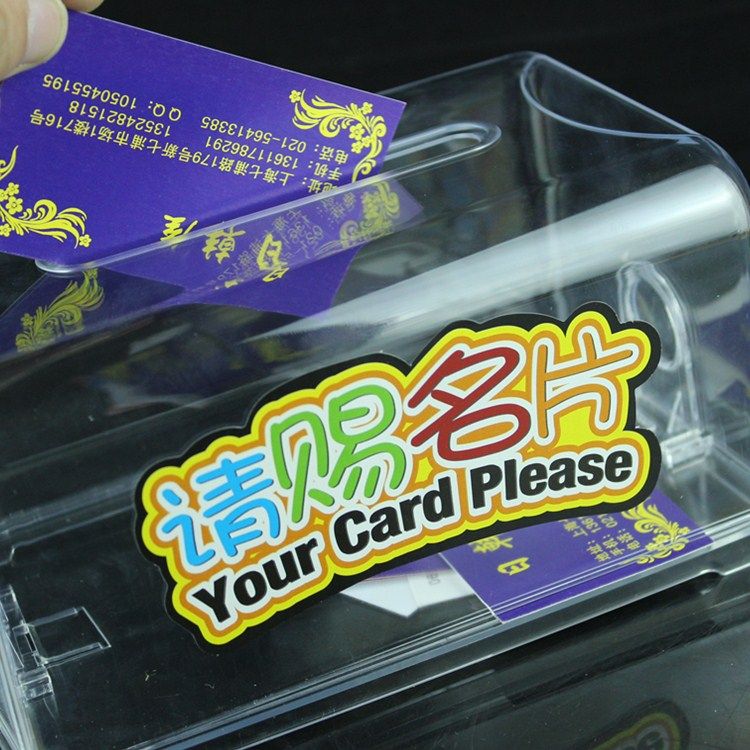 地址：上海七浦路179号新七浦市场1楼716号
手机：13611786291 13524821518
电话：021-56413385 QQ：1050455195
请赐名片
Your Card Please